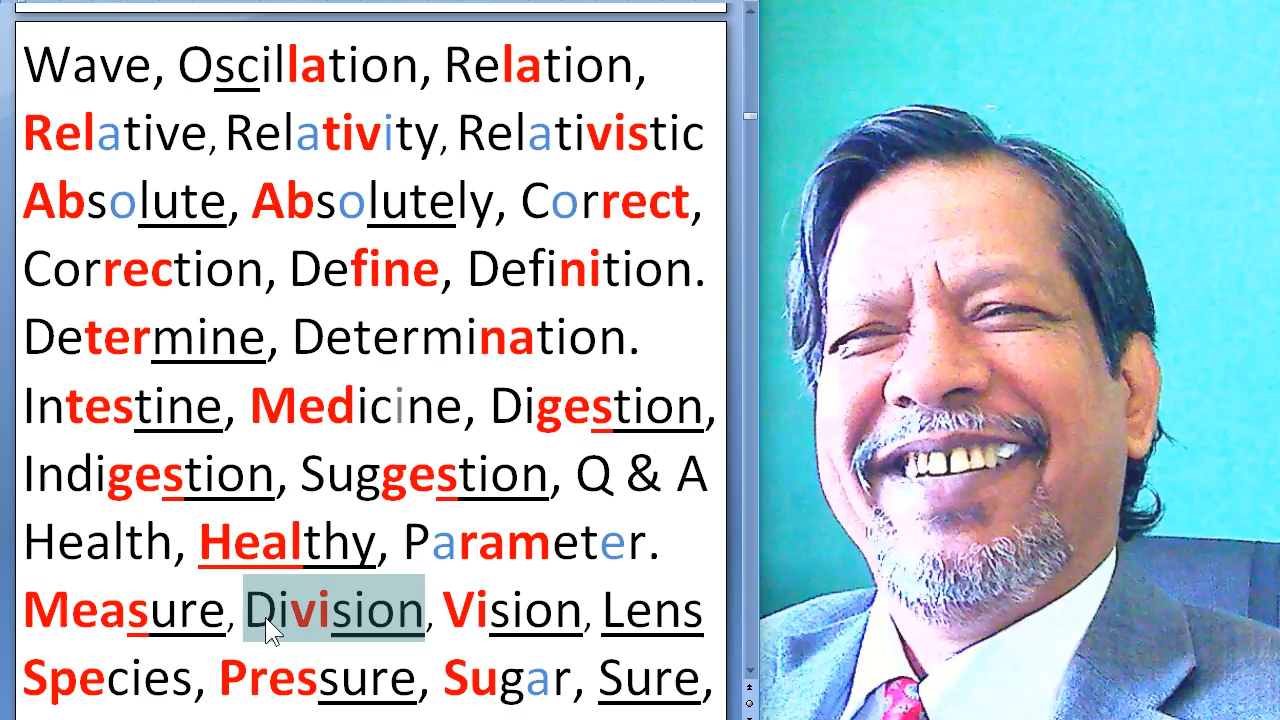 Wave, Oscillation, Relation,
Relative, Relativity, Relativistic
Absolute, Absolutely, Correct,
Correction, Define, Definition.
Determine, Determination.
Intestine, Medicine, Digestion,
Indigestion, Suggestion, Q & A
Health, Healthy, Parameter.
Measure, Division, Vision, Lens
Species, Pressure, Sugar, Sure,